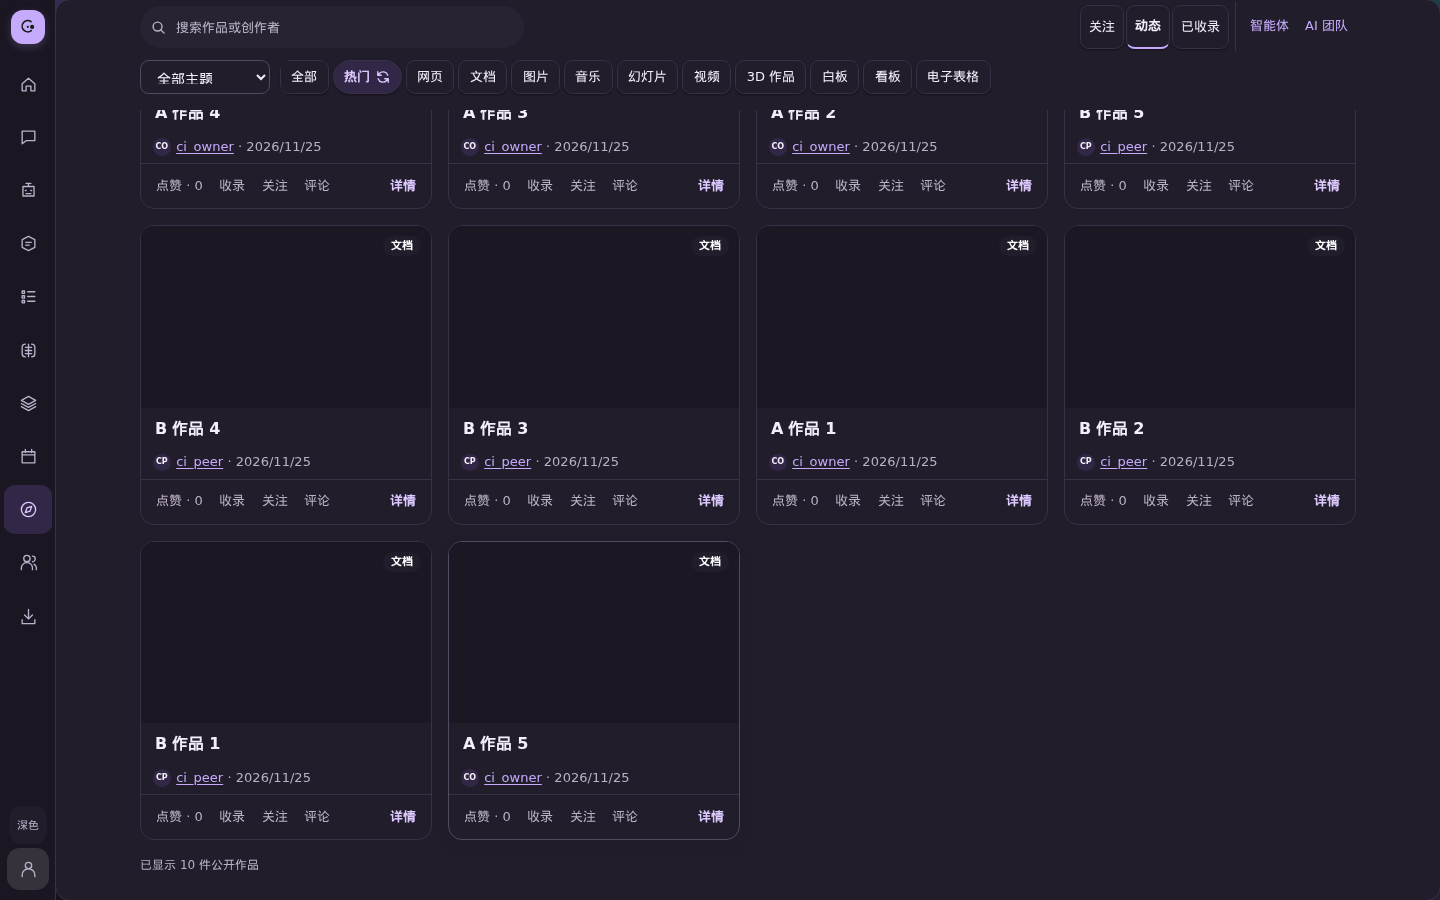 搜索作品或创作者
关注 动态 已收录 智能体 AI 团队
全部主题 全部 热门 网页 文档 图片 音乐 幻灯片 视频 3D 作品 白板 看板 电子表格
A 作品 4 A 作品 3 A 作品 2 B 作品 5
CO ci_owner · 2026/11/25 CO ci_owner · 2026/11/25 CO ci_owner · 2026/11/25 CP ci_peer · 2026/11/25
点赞 · 0 收录 关注 评论 详情 点赞 · 0 收录 关注 评论 详情 点赞 · 0 收录 关注 评论 详情 点赞 · 0 收录 关注 评论 详情
文档 文档 文档 文档
B 作品 4 B 作品 3 A 作品 1 B 作品 2
CP ci_peer · 2026/11/25 CP ci_peer · 2026/11/25 CO ci_owner · 2026/11/25 CP ci_peer · 2026/11/25
点赞 · 0 收录 关注 评论 详情 点赞 · 0 收录 关注 评论 详情 点赞 · 0 收录 关注 评论 详情 点赞 · 0 收录 关注 评论 详情
文档 文档
B 作品 1 A 作品 5
CP ci_peer · 2026/11/25 CO ci_owner · 2026/11/25
点赞 · 0 收录 关注 评论 详情 点赞 · 0 收录 关注 评论 详情
深色
已显示 10 件公开作品